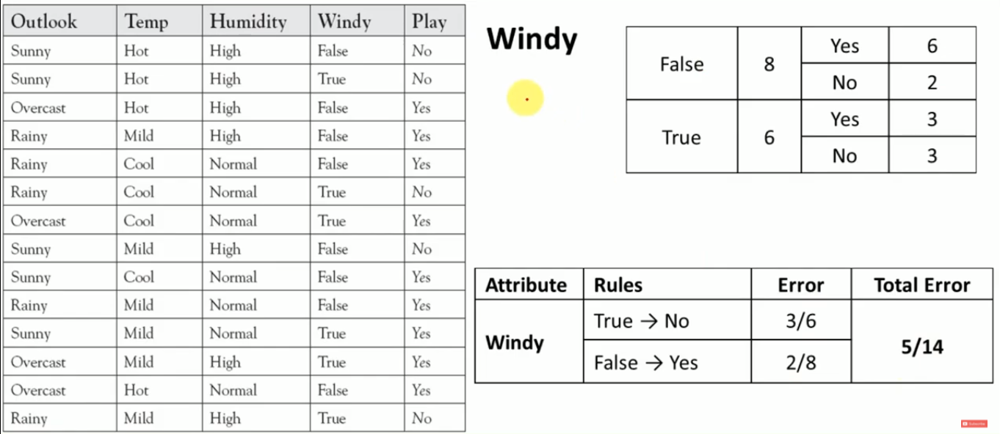 Outlook Temp Humidity Windy Play
Sunny Hot High False No
Sunny Hot High True No
Overcast Hot High False Yes
Rainy Mild High False Yes
Rainy Cool Normal False Yes
Rainy Cool Normal True No
Overcast Cool Normal True Yes
Sunny Mild High False No
Sunny Cool Normal False Yes
Rainy Mild Normal False Yes
Sunny Mild Normal True Yes
Overcast Mild High True Yes
Overcast Hot Normal False Yes
Rainy Mild High True No
Windy
False 8 Yes 6
No 2
True 6 Yes 3
No 3
Attribute Rules Error Total Error
Windy True → No 3/6 5/14
False → Yes 2/8
Subscribe